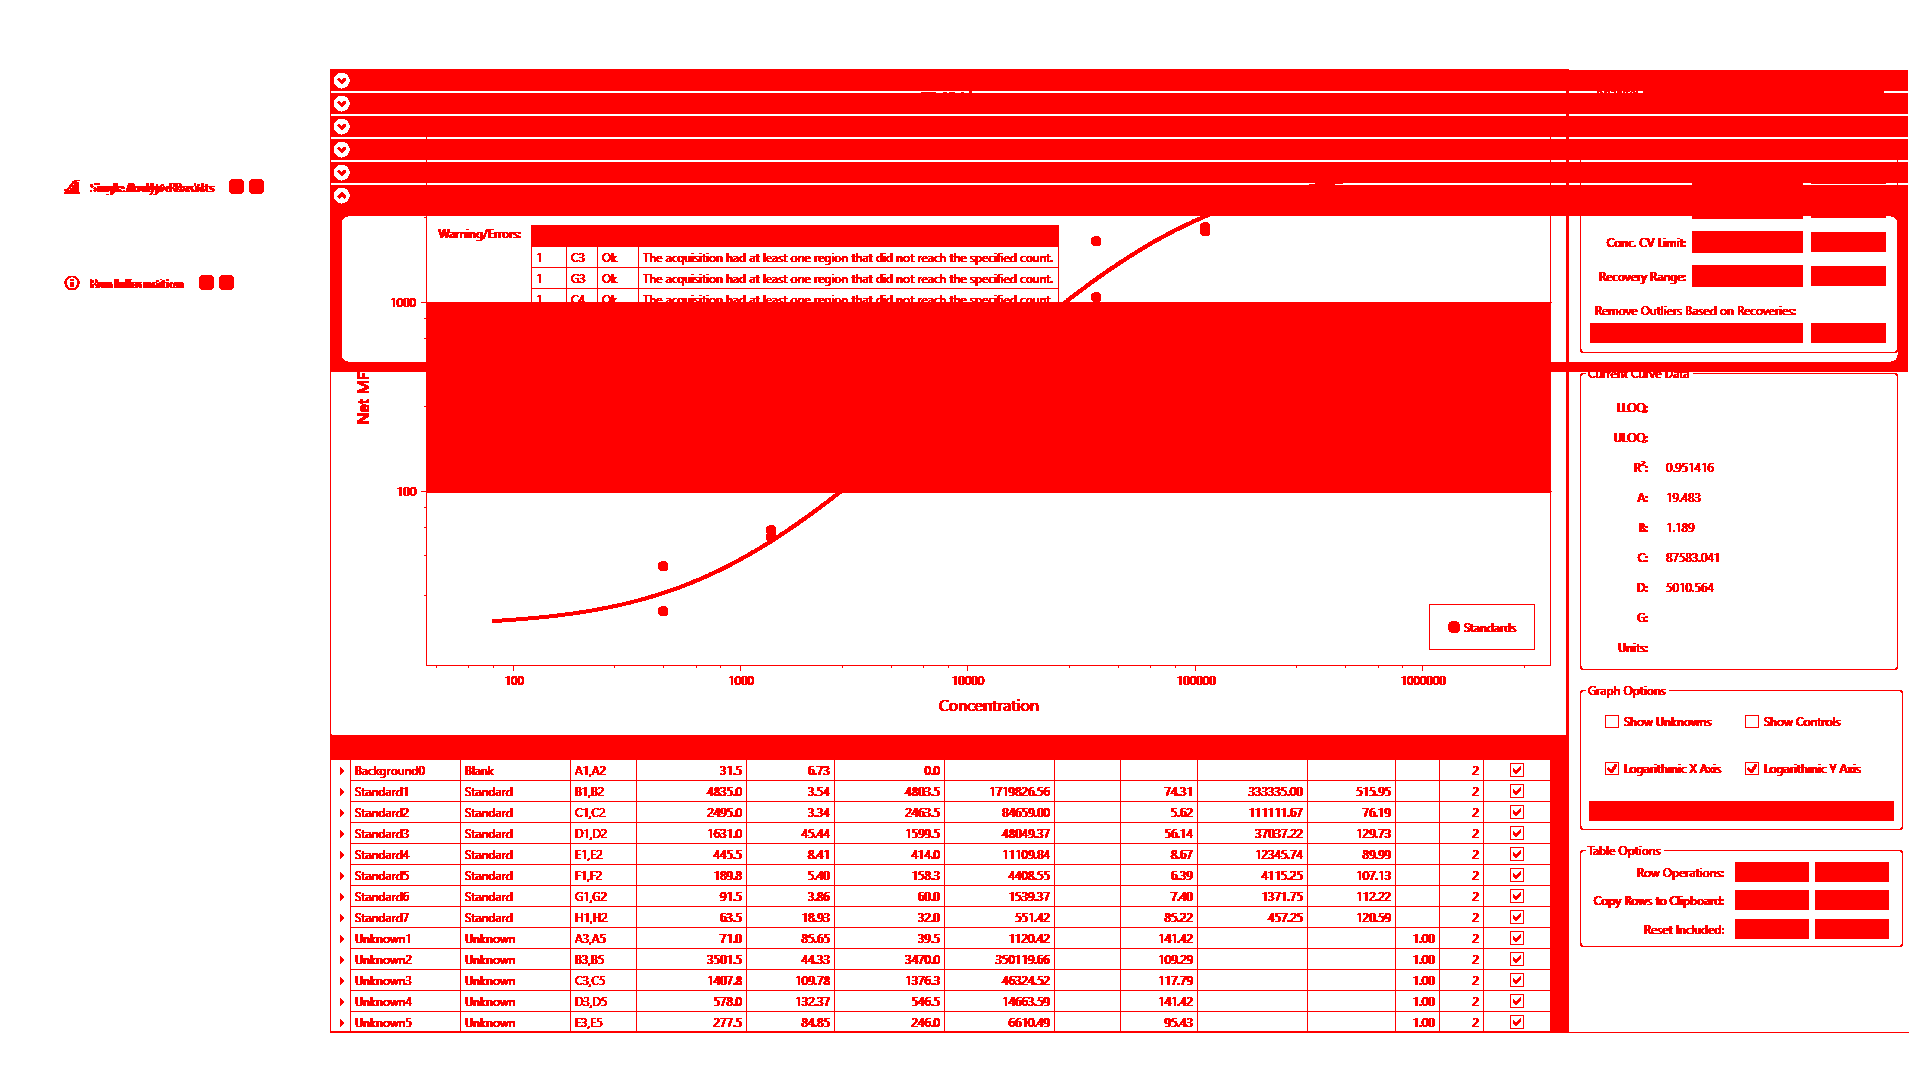 Warning/Errors:
1 C3 Ok The acquisition had at least one region that did not reach the specified count.
1 G3 Ok The acquisition had at least one region that did not reach the specified count.
1 C4 Ok The acquisition had at least one region that did not reach the specified count.
Conc. CV Limit:
Recovery Range:
Remove Outliers Based on Recoveries:
1000
100
Net MF
100 1000 10000 100000 1000000
Concentration
Standards
Current Curve Data
LLOQ:
ULOQ:
R²: 0.951416
A: 19.483
B: 1.189
C: 87583.041
D: 5010.564
G:
Units:
Graph Options
Show Unknowns Show Controls
Logarithmic X Axis Logarithmic Y Axis
Table Options
Row Operations:
Copy Rows to Clipboard:
Reset Included:
Background0 Blank A1,A2 31.5 6.73 0.0 2
Standard1 Standard B1,B2 4835.0 3.54 4803.5 1719826.56 74.31 333335.00 515.95 2
Standard2 Standard C1,C2 2495.0 3.34 2463.5 84659.00 5.62 111111.67 76.19 2
Standard3 Standard D1,D2 1631.0 45.44 1599.5 48049.37 56.14 37037.22 129.73 2
Standard4 Standard E1,E2 445.5 8.41 414.0 11109.84 8.67 12345.74 89.99 2
Standard5 Standard F1,F2 189.8 5.40 158.3 4408.55 6.39 4115.25 107.13 2
Standard6 Standard G1,G2 91.5 3.86 60.0 1539.37 7.40 1371.75 112.22 2
Standard7 Standard H1,H2 63.5 18.93 32.0 551.42 85.22 457.25 120.59 2
Unknown1 Unknown A3,A5 71.0 85.65 39.5 1120.42 141.42 1.00 2
Unknown2 Unknown B3,B5 3501.5 44.33 3470.0 350119.66 109.29 1.00 2
Unknown3 Unknown C3,C5 1407.8 109.78 1376.3 46324.52 117.79 1.00 2
Unknown4 Unknown D3,D5 578.0 132.37 546.5 14663.59 141.42 1.00 2
Unknown5 Unknown E3,E5 277.5 84.85 246.0 6610.49 95.43 1.00 2